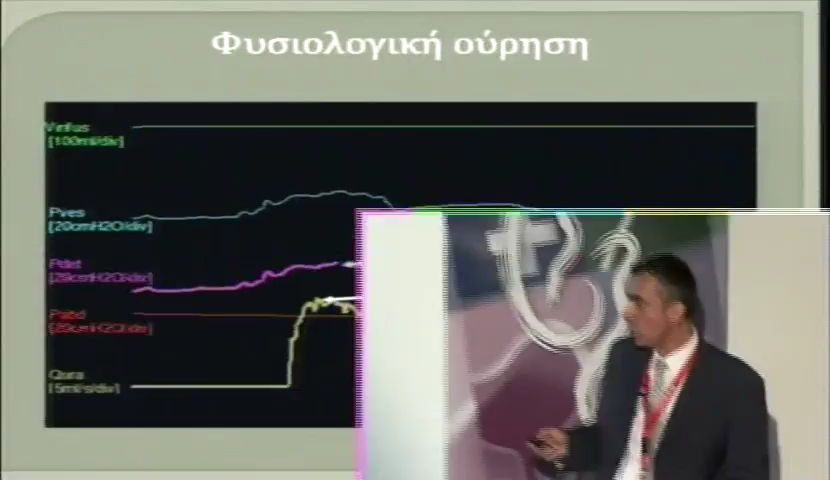 Φυσιολογική ούρηση
Vinfus
[100ml/div]
Pves
[20cmH2O/div]
Pdet
[20cmH2O/div]
Pabd
[20cmH2O/div]
Qura
[5ml/s/div]